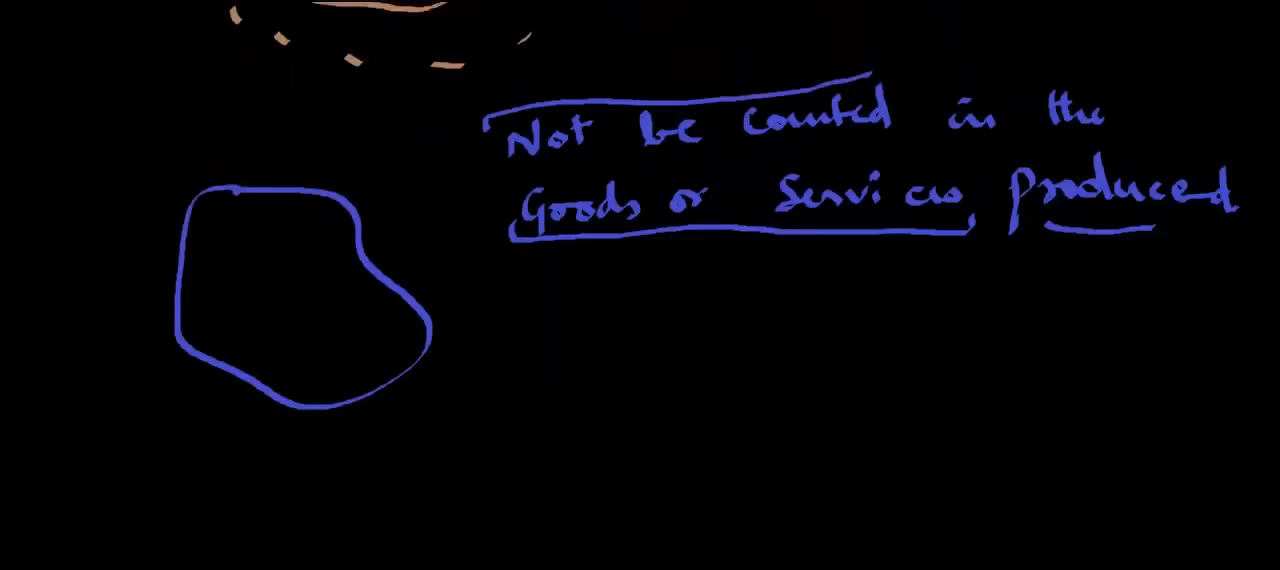 Not be counted in the
Goods or Services produced